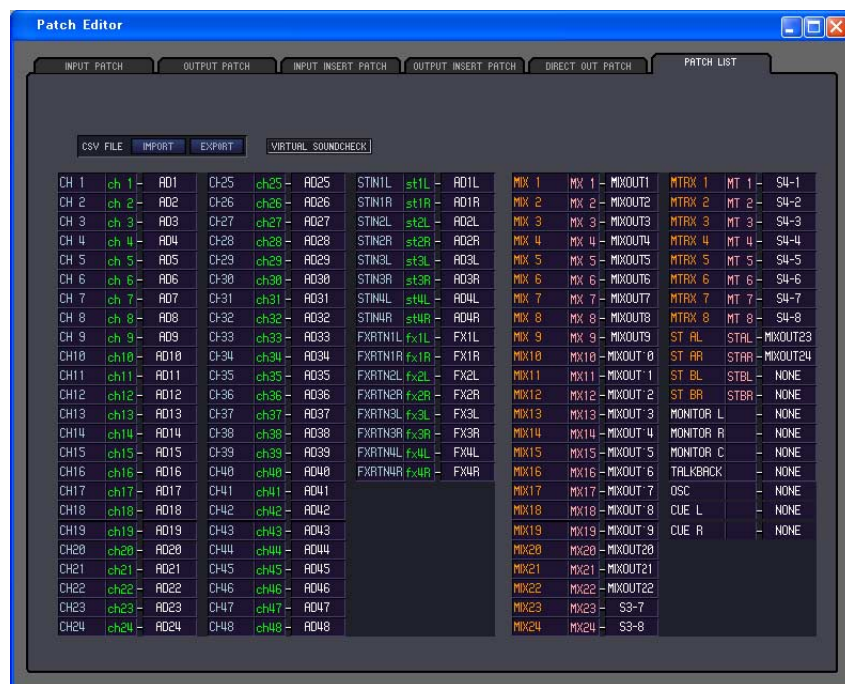 Patch Editor
INPUT PATCH OUTPUT PATCH INPUT INSERT PATCH OUTPUT INSERT PATCH DIRECT OUT PATCH PATCH LIST
CSV FILE IMPORT EXPORT VIRTUAL SOUNDCHECK
CH 1 ch 1 - AD1 CH25 ch25 - AD25 STIN1L st1L - AD1L MIX 1 MX 1 - MIXOUT1 MTRX 1 MT 1 - S4-1
CH 2 ch 2 - AD2 CH26 ch26 - AD26 STIN1R st1R - AD1R MIX 2 MX 2 - MIXOUT2 MTRX 2 MT 2 - S4-2
CH 3 ch 3 - AD3 CH27 ch27 - AD27 STIN2L st2L - AD2L MIX 3 MX 3 - MIXOUT3 MTRX 3 MT 3 - S4-3
CH 4 ch 4 - AD4 CH28 ch28 - AD28 STIN2R st2R - AD2R MIX 4 MX 4 - MIXOUT4 MTRX 4 MT 4 - S4-4
CH 5 ch 5 - AD5 CH29 ch29 - AD29 STIN3L st3L - AD3L MIX 5 MX 5 - MIXOUT5 MTRX 5 MT 5 - S4-5
CH 6 ch 6 - AD6 CH30 ch30 - AD30 STIN3R st3R - AD3R MIX 6 MX 6 - MIXOUT6 MTRX 6 MT 6 - S4-6
CH 7 ch 7 - AD7 CH31 ch31 - AD31 STIN4L st4L - AD4L MIX 7 MX 7 - MIXOUT7 MTRX 7 MT 7 - S4-7
CH 8 ch 8 - AD8 CH32 ch32 - AD32 STIN4R st4R - AD4R MIX 8 MX 8 - MIXOUT8 MTRX 8 MT 8 - S4-8
CH 9 ch 9 - AD9 CH33 ch33 - AD33 FXRTN1L fx1L - FX1L MIX 9 MX 9 - MIXOUT9 ST AL STAL - MIXOUT23
CH10 ch10 - AD10 CH34 ch34 - AD34 FXRTN1R fx1R - FX1R MIX10 MX10 - MIXOUT10 ST AR STAR - MIXOUT24
CH11 ch11 - AD11 CH35 ch35 - AD35 FXRTN2L fx2L - FX2L MIX11 MX11 - MIXOUT11 ST BL STBL - NONE
CH12 ch12 - AD12 CH36 ch36 - AD36 FXRTN2R fx2R - FX2R MIX12 MX12 - MIXOUT12 ST BR STBR - NONE
CH13 ch13 - AD13 CH37 ch37 - AD37 FXRTN3L fx3L - FX3L MIX13 MX13 - MIXOUT13 MONITOR L - NONE
CH14 ch14 - AD14 CH38 ch38 - AD38 FXRTN3R fx3R - FX3R MIX14 MX14 - MIXOUT14 MONITOR R - NONE
CH15 ch15 - AD15 CH39 ch39 - AD39 FXRTN4L fx4L - FX4L MIX15 MX15 - MIXOUT15 MONITOR C - NONE
CH16 ch16 - AD16 CH40 ch40 - AD40 FXRTN4R fx4R - FX4R MIX16 MX16 - MIXOUT16 TALKBACK - NONE
CH17 ch17 - AD17 CH41 ch41 - AD41 MIX17 MX17 - MIXOUT17 OSC - NONE
CH18 ch18 - AD18 CH42 ch42 - AD42 MIX18 MX18 - MIXOUT18 CUE L - NONE
CH19 ch19 - AD19 CH43 ch43 - AD43 MIX19 MX19 - MIXOUT19 CUE R - NONE
CH20 ch20 - AD20 CH44 ch44 - AD44 MIX20 MX20 - MIXOUT20
CH21 ch21 - AD21 CH45 ch45 - AD45 MIX21 MX21 - MIXOUT21
CH22 ch22 - AD22 CH46 ch46 - AD46 MIX22 MX22 - MIXOUT22
CH23 ch23 - AD23 CH47 ch47 - AD47 MIX23 MX23 - S3-7
CH24 ch24 - AD24 CH48 ch48 - AD48 MIX24 MX24 - S3-8